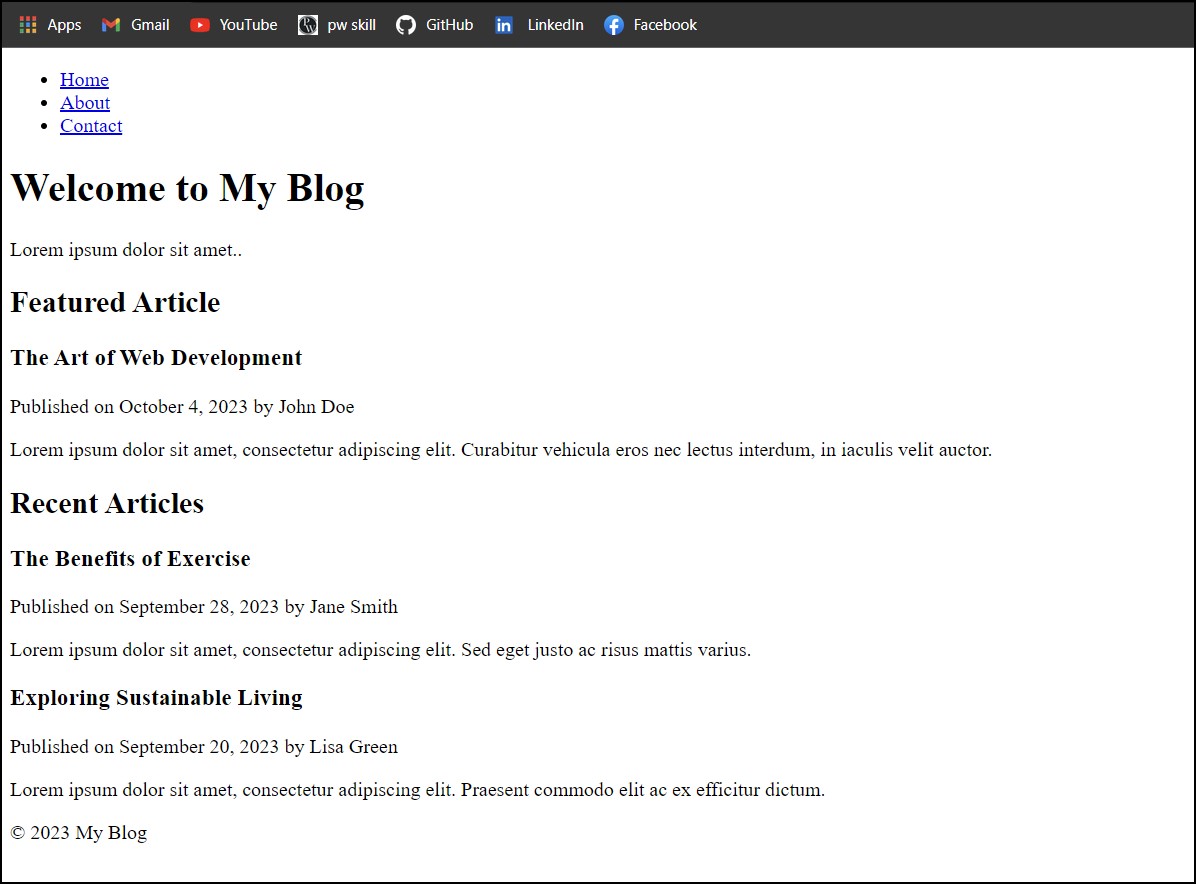 Apps Gmail YouTube pw skill GitHub LinkedIn Facebook
Home
About
Contact
Welcome to My Blog
Lorem ipsum dolor sit amet..
Featured Article
The Art of Web Development
Published on October 4, 2023 by John Doe
Lorem ipsum dolor sit amet, consectetur adipiscing elit. Curabitur vehicula eros nec lectus interdum, in iaculis velit auctor.
Recent Articles
The Benefits of Exercise
Published on September 28, 2023 by Jane Smith
Lorem ipsum dolor sit amet, consectetur adipiscing elit. Sed eget justo ac risus mattis varius.
Exploring Sustainable Living
Published on September 20, 2023 by Lisa Green
Lorem ipsum dolor sit amet, consectetur adipiscing elit. Praesent commodo elit ac ex efficitur dictum.
© 2023 My Blog